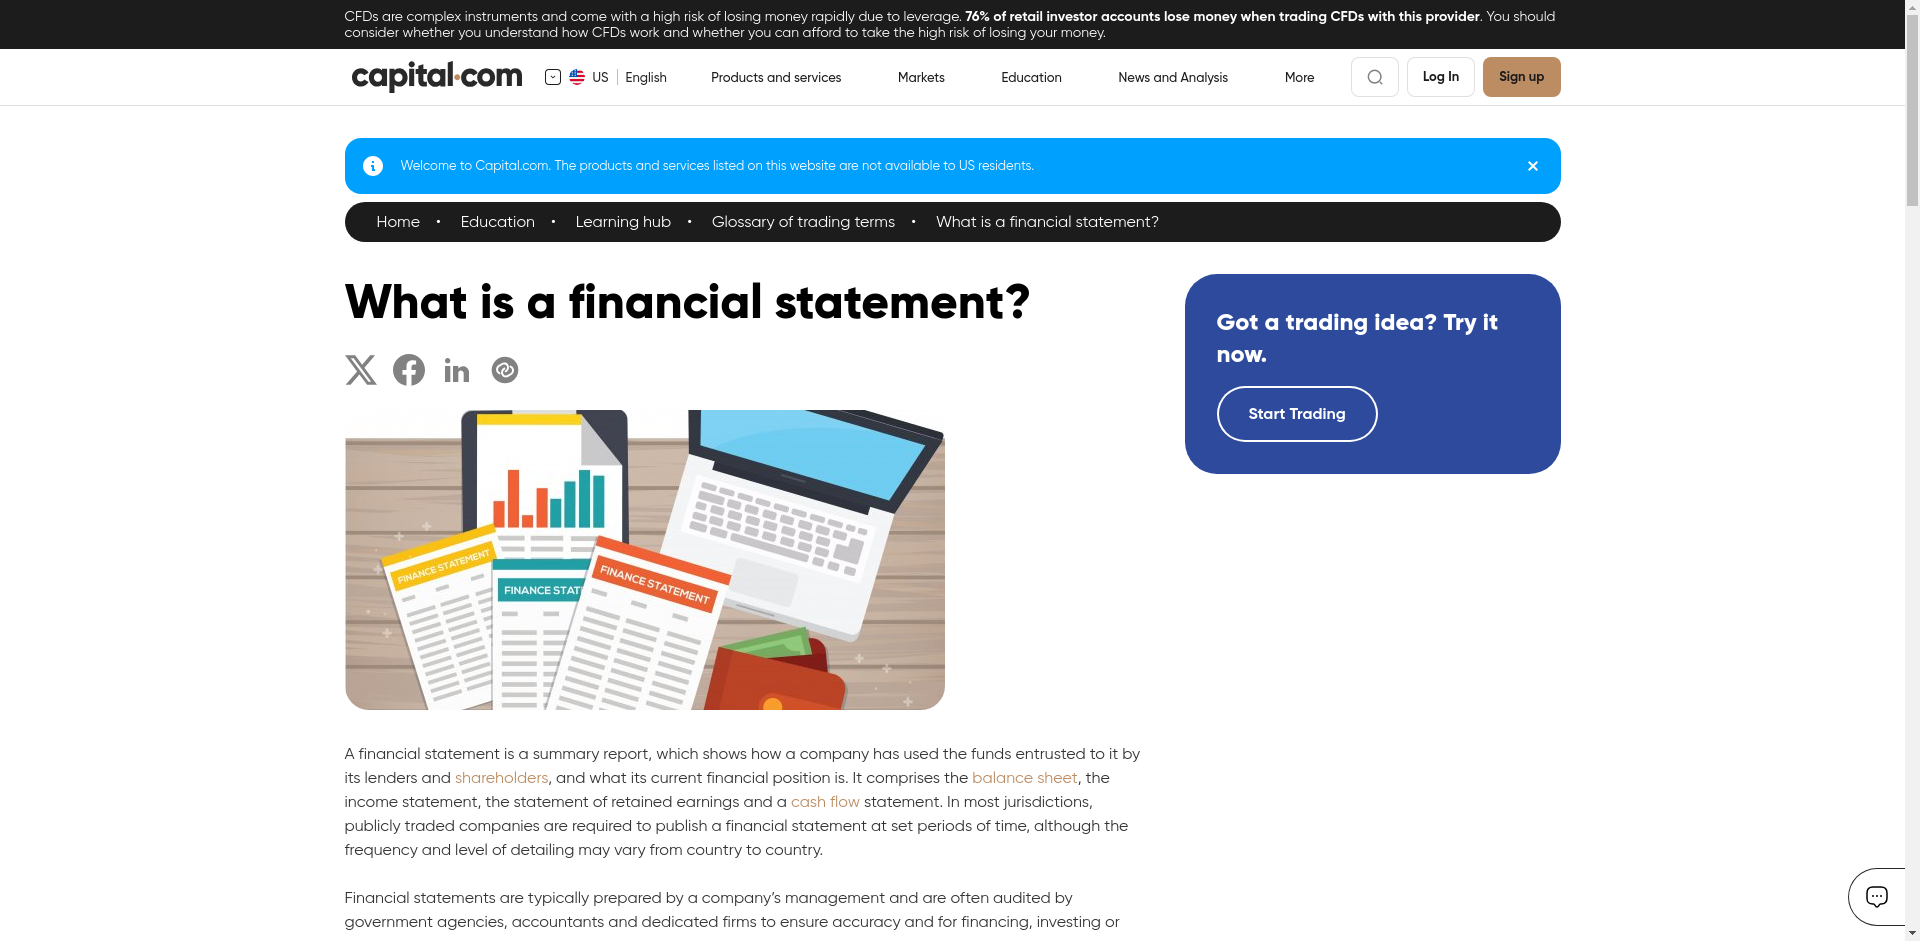 CFDs are complex instruments and come with a high risk of losing money rapidly due to leverage. 76% of retail investor accounts lose money when trading CFDs with this provider. You should
consider whether you understand how CFDs work and whether you can afford to take the high risk of losing your money.
capital.com
US
English
Products and services
Markets
Education
News and Analysis
More
Log In
Sign up
Welcome to Capital.com. The products and services listed on this website are not available to US residents.
Home • Education • Learning hub • Glossary of trading terms • What is a financial statement?
What is a financial statement?
Got a trading idea? Try it
now.
Start Trading
FINANCE STATEMENT
FINANCE STAT
FINANCE STATEMENT
A financial statement is a summary report, which shows how a company has used the funds entrusted to it by
its lenders and shareholders, and what its current financial position is. It comprises the balance sheet, the
income statement, the statement of retained earnings and a cash flow statement. In most jurisdictions,
publicly traded companies are required to publish a financial statement at set periods of time, although the
frequency and level of detailing may vary from country to country.
Financial statements are typically prepared by a company’s management and are often audited by
government agencies, accountants and dedicated firms to ensure accuracy and for financing, investing or